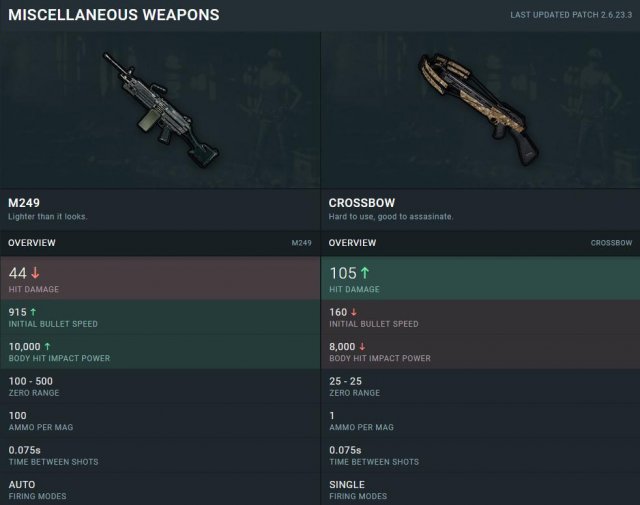 MISCELLANEOUS WEAPONS
LAST UPDATED PATCH 2.6.23.3
M249
Lighter than it looks.
CROSSBOW
Hard to use, good to assasinate.
OVERVIEW M249
OVERVIEW CROSSBOW
44 ↓
HIT DAMAGE
105 ↑
HIT DAMAGE
915 ↑
INITIAL BULLET SPEED
160 ↓
INITIAL BULLET SPEED
10,000 ↑
BODY HIT IMPACT POWER
8,000 ↓
BODY HIT IMPACT POWER
100 - 500
ZERO RANGE
25 - 25
ZERO RANGE
100
AMMO PER MAG
1
AMMO PER MAG
0.075s
TIME BETWEEN SHOTS
0.075s
TIME BETWEEN SHOTS
AUTO
FIRING MODES
SINGLE
FIRING MODES